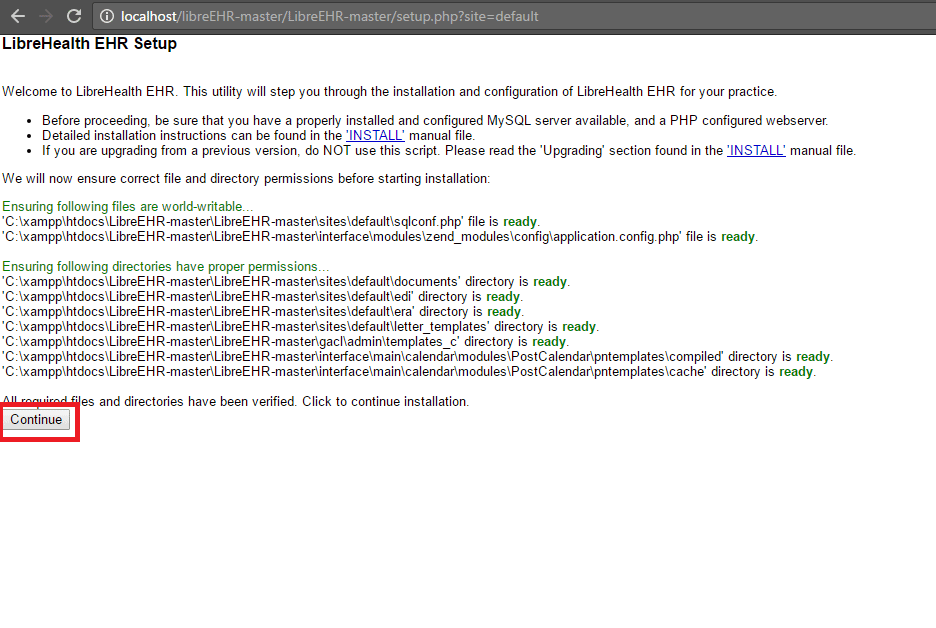 localhost/libreEHR-master/LibreEHR-master/setup.php?site=default
LibreHealth EHR Setup
Welcome to LibreHealth EHR. This utility will step you through the installation and configuration of LibreHealth EHR for your practice.
• Before proceeding, be sure that you have a properly installed and configured MySQL server available, and a PHP configured webserver.
• Detailed installation instructions can be found in the 'INSTALL' manual file.
• If you are upgrading from a previous version, do NOT use this script. Please read the 'Upgrading' section found in the 'INSTALL' manual file.
We will now ensure correct file and directory permissions before starting installation:
Ensuring following files are world-writable...
'C:\xampp\htdocs\LibreEHR-master\LibreEHR-master\sites\default\sqlconf.php' file is ready.
'C:\xampp\htdocs\LibreEHR-master\LibreEHR-master\interface\modules\zend_modules\config\application.config.php' file is ready.
Ensuring following directories have proper permissions...
'C:\xampp\htdocs\LibreEHR-master\LibreEHR-master\sites\default\documents' directory is ready.
'C:\xampp\htdocs\LibreEHR-master\LibreEHR-master\sites\default\edi' directory is ready.
'C:\xampp\htdocs\LibreEHR-master\LibreEHR-master\sites\default\era' directory is ready.
'C:\xampp\htdocs\LibreEHR-master\LibreEHR-master\sites\default\letter_templates' directory is ready.
'C:\xampp\htdocs\LibreEHR-master\LibreEHR-master\gacl\admin\templates_c' directory is ready.
'C:\xampp\htdocs\LibreEHR-master\LibreEHR-master\interface\main\calendar\modules\PostCalendar\pntemplates\compiled' directory is ready.
'C:\xampp\htdocs\LibreEHR-master\LibreEHR-master\interface\main\calendar\modules\PostCalendar\pntemplates\cache' directory is ready.
All required files and directories have been verified. Click to continue installation.
Continue